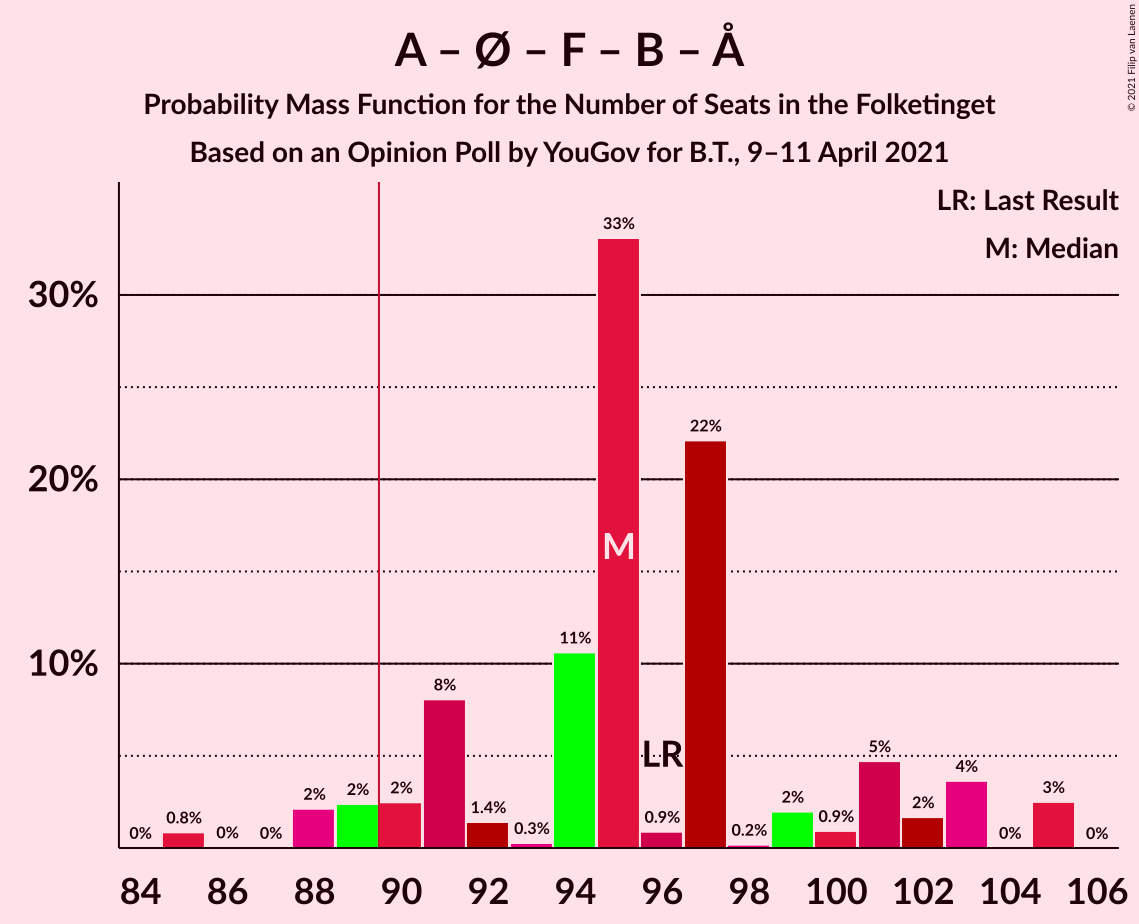 A – Ø – F – B – Å
Probability Mass Function for the Number of Seats in the Folketinget
Based on an Opinion Poll by YouGov for B.T., 9–11 April 2021
© 2021 Filip van Laenen
LR: Last Result
M: Median
30%
20%
10%
0%
0.8%
0%
0%
2%
2%
2%
8%
1.4%
0.3%
11%
33%
0.9%
22%
0.2%
2%
0.9%
5%
2%
4%
0%
3%
0%
M
LR
84 86 88 90 92 94 96 98 100 102 104 106